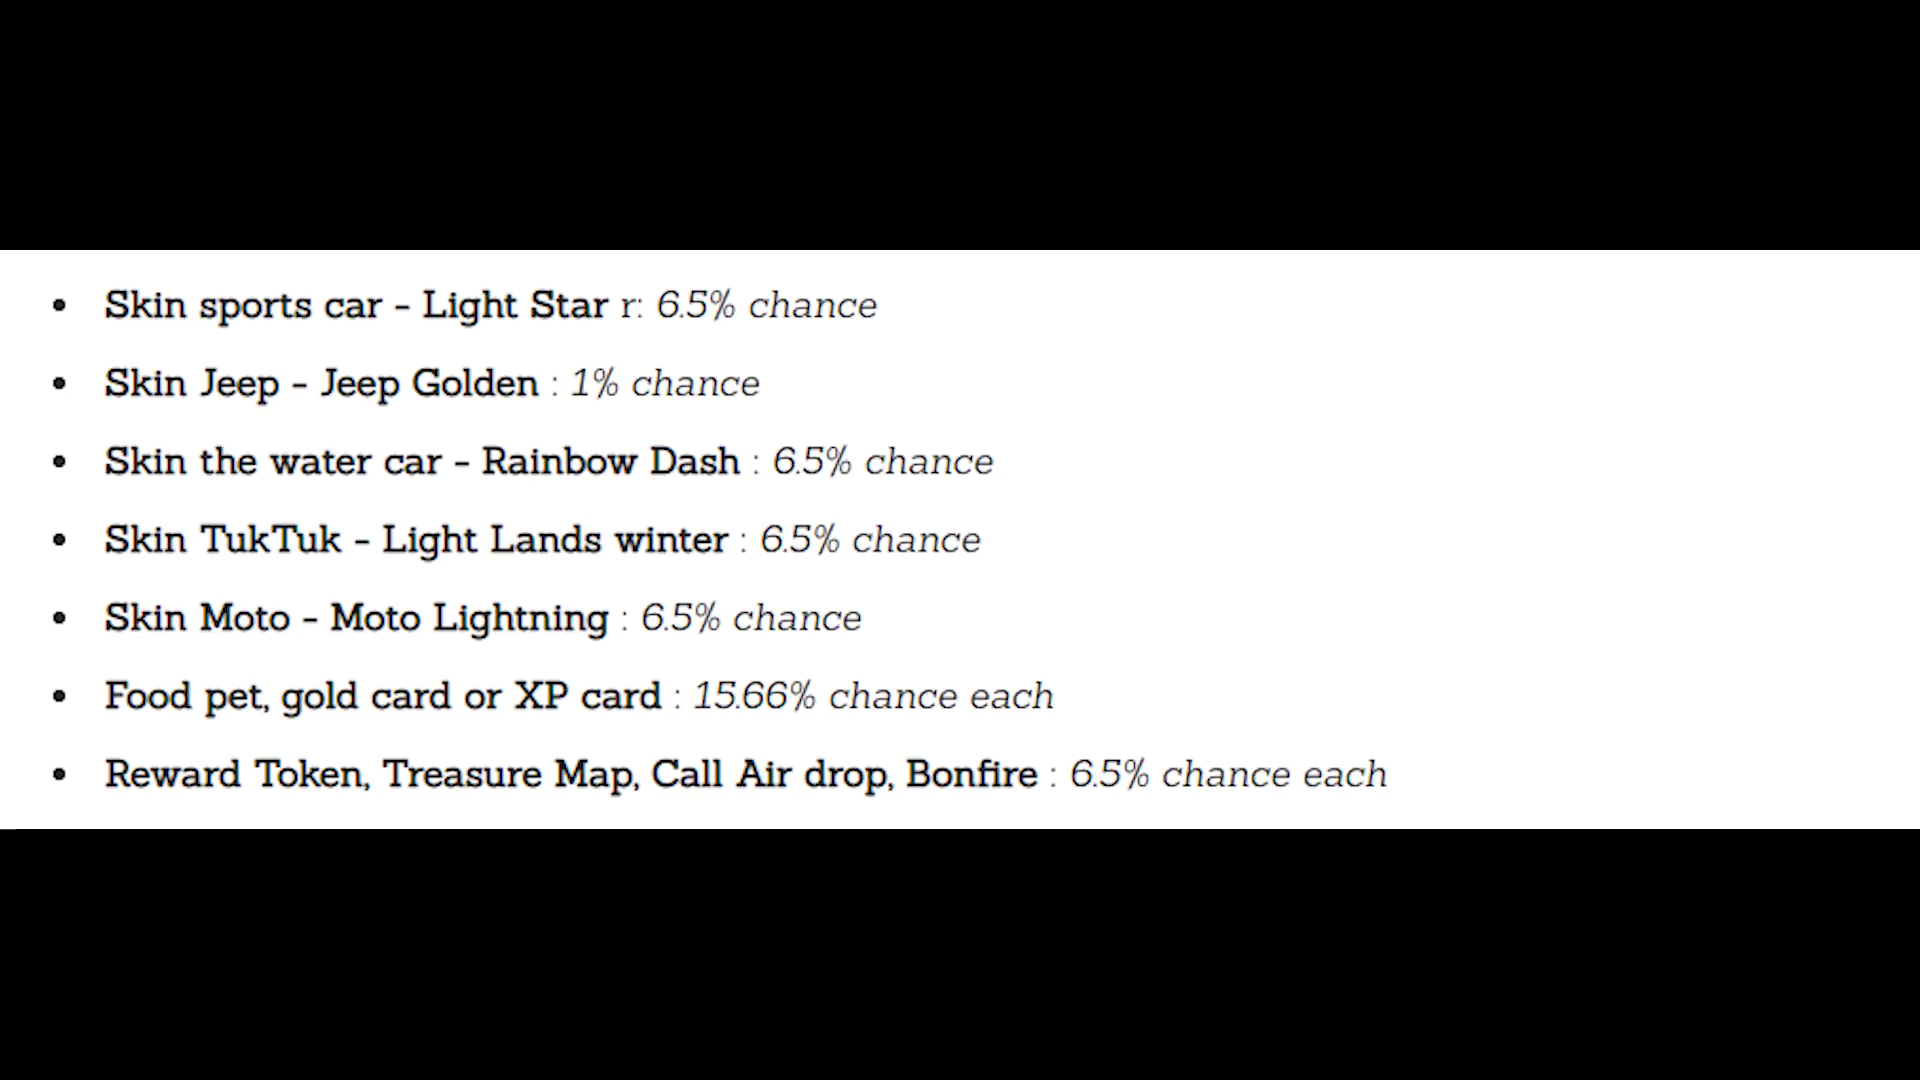 • Skin sports car - Light Star r: 6.5% chance
• Skin Jeep - Jeep Golden : 1% chance
• Skin the water car - Rainbow Dash : 6.5% chance
• Skin TukTuk - Light Lands winter : 6.5% chance
• Skin Moto - Moto Lightning : 6.5% chance
• Food pet, gold card or XP card : 15.66% chance each
• Reward Token, Treasure Map, Call Air drop, Bonfire : 6.5% chance each